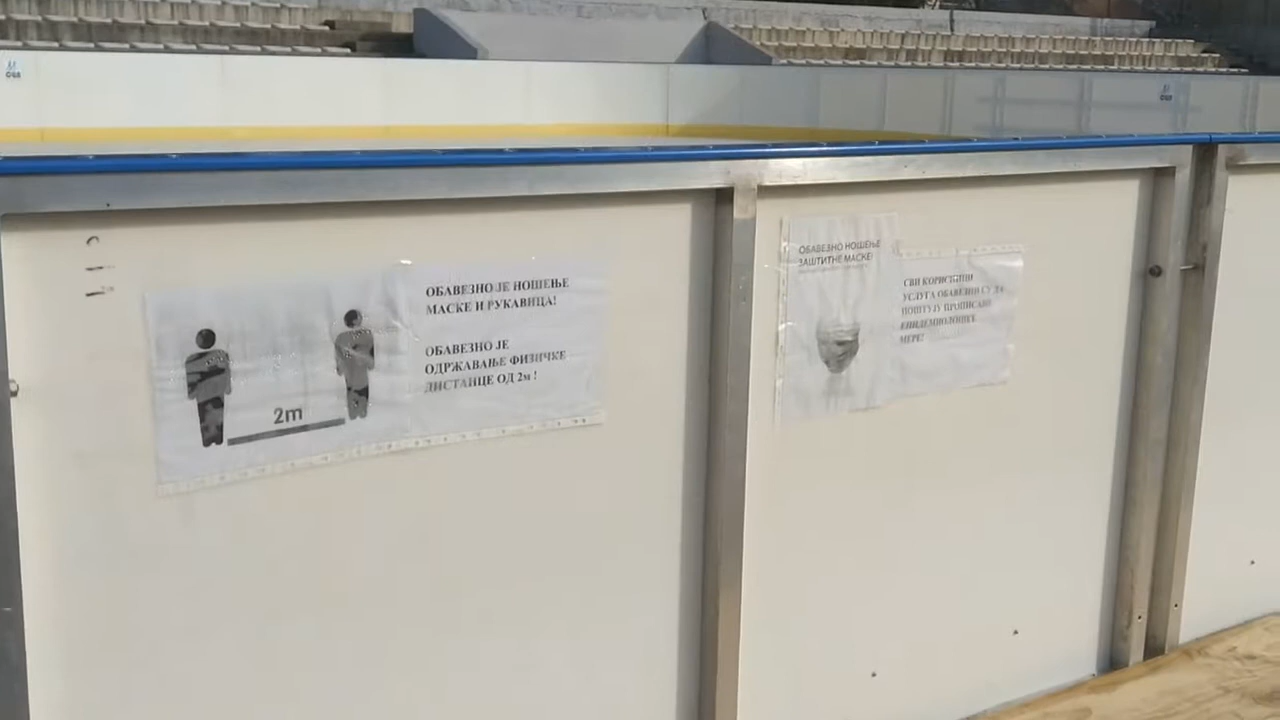 ОБАВЕЗНО ЈЕ НОШЕЊЕ
МАСКЕ И РУКАВИЦА!
ОБАВЕЗНО ЈЕ
ОДРЖАВАЊЕ ФИЗИЧКЕ
ДИСТАНЦЕ ОД 2м !
2m
ОБАВЕЗНО НОШЕЊЕ
ЗАШТИТНЕ МАСКЕ!
СВИ КОРИСНИЦИ
УСЛУГА ОБАВЕЗНИ СУ ДА
ПОШТУЈУ ПРОПИСАНЕ
ЕПИДЕМИОЛОШКЕ
МЕРЕ!